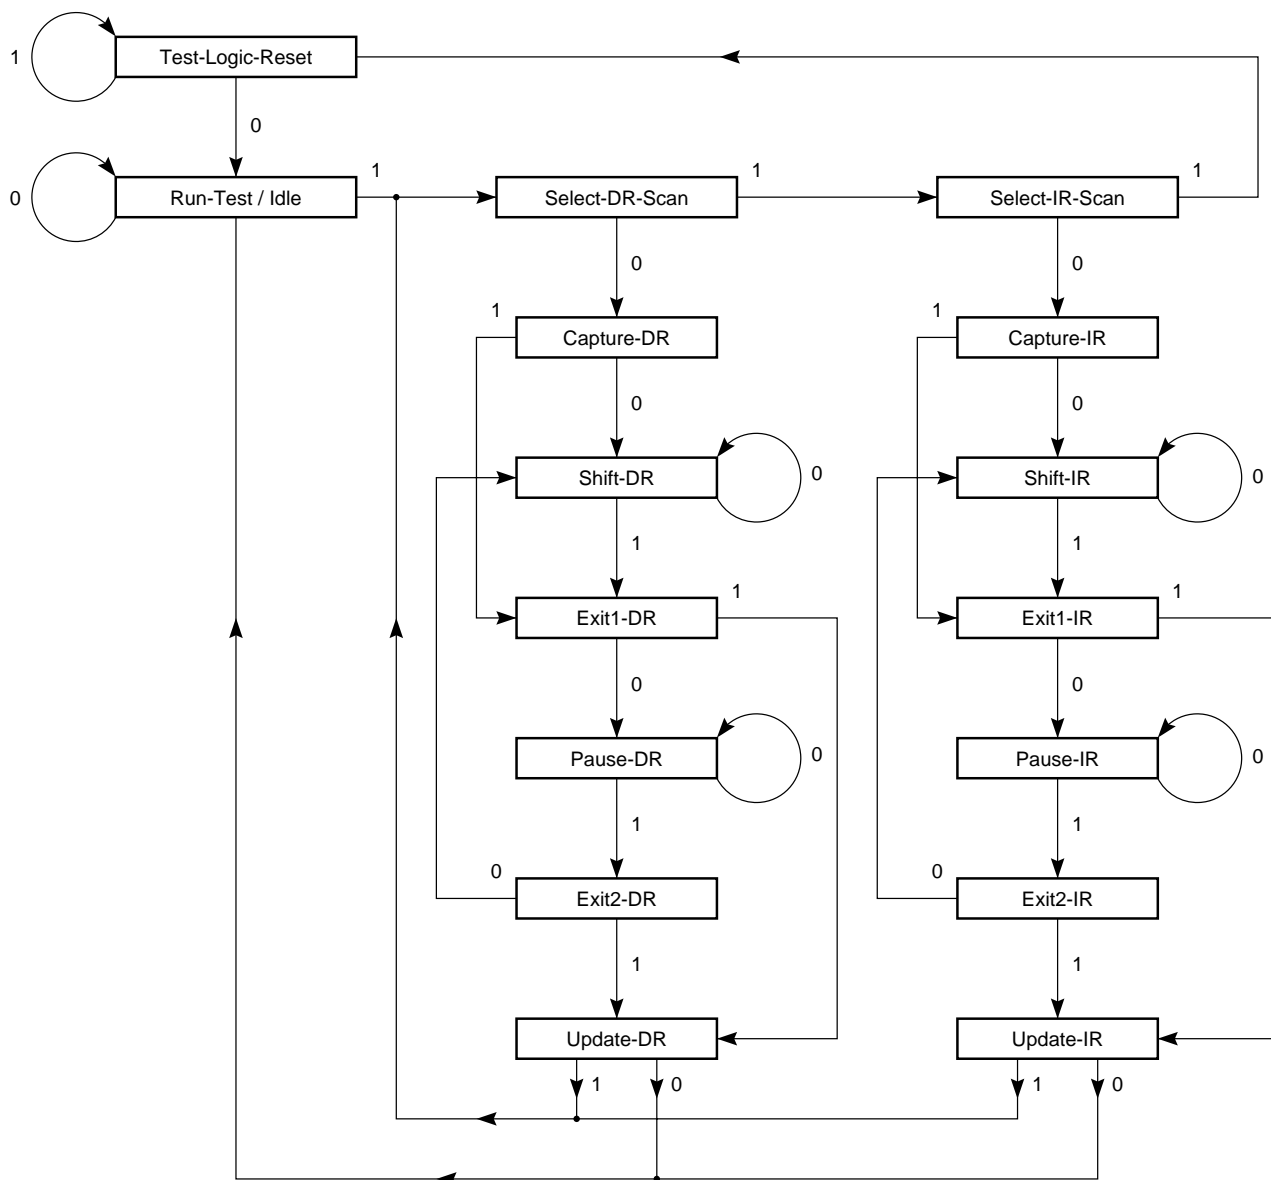 1
Test-Logic-Reset
0
0
Run-Test / Idle
1
Select-DR-Scan
1
Select-IR-Scan
1
0
0
1
Capture-DR
1
Capture-IR
0
0
Shift-DR
0
Shift-IR
0
1
1
Exit1-DR
1
Exit1-IR
1
0
0
Pause-DR
0
Pause-IR
0
1
1
0
Exit2-DR
0
Exit2-IR
1
1
Update-DR
Update-IR
1
0
1
0